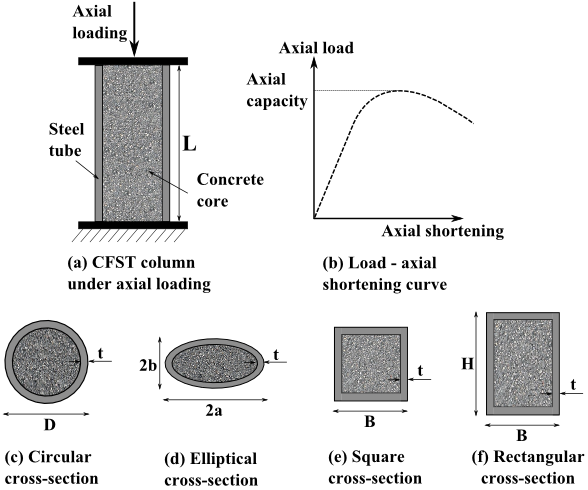 Axial
loading
Steel
tube
L
Concrete
core
(a) CFST column
under axial loading
Axial load
Axial
capacity
Axial shortening
(b) Load - axial
shortening curve
t
D
(c) Circular
cross-section
2b
t
2a
(d) Elliptical
cross-section
t
B
(e) Square
cross-section
H
t
B
(f) Rectangular
cross-section